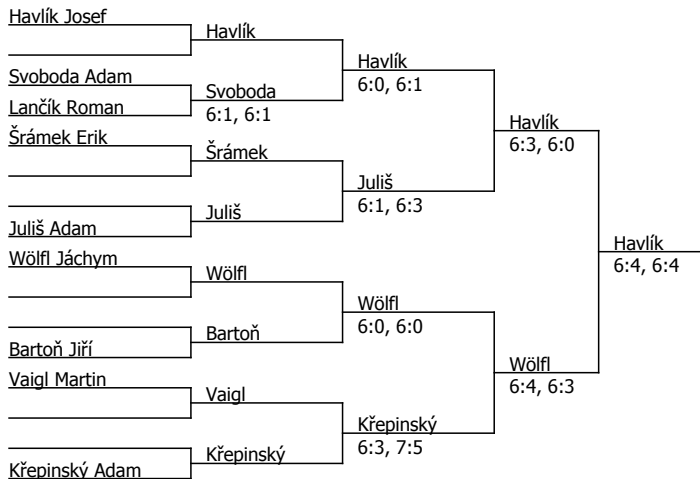 Havlík Josef
Svoboda Adam
Lančík Roman
Šrámek Erik
Juliš Adam
Wölfl Jáchym
Bartoň Jiří
Vaigl Martin
Křepinský Adam
Havlík
Svoboda
6:1, 6:1
Šrámek
Juliš
Wölfl
Bartoň
Vaigl
Křepinský
Havlík
6:0, 6:1
Juliš
6:1, 6:3
Wölfl
6:0, 6:0
Křepinský
6:3, 7:5
Havlík
6:3, 6:0
Wölfl
6:4, 6:3
Havlík
6:4, 6:4